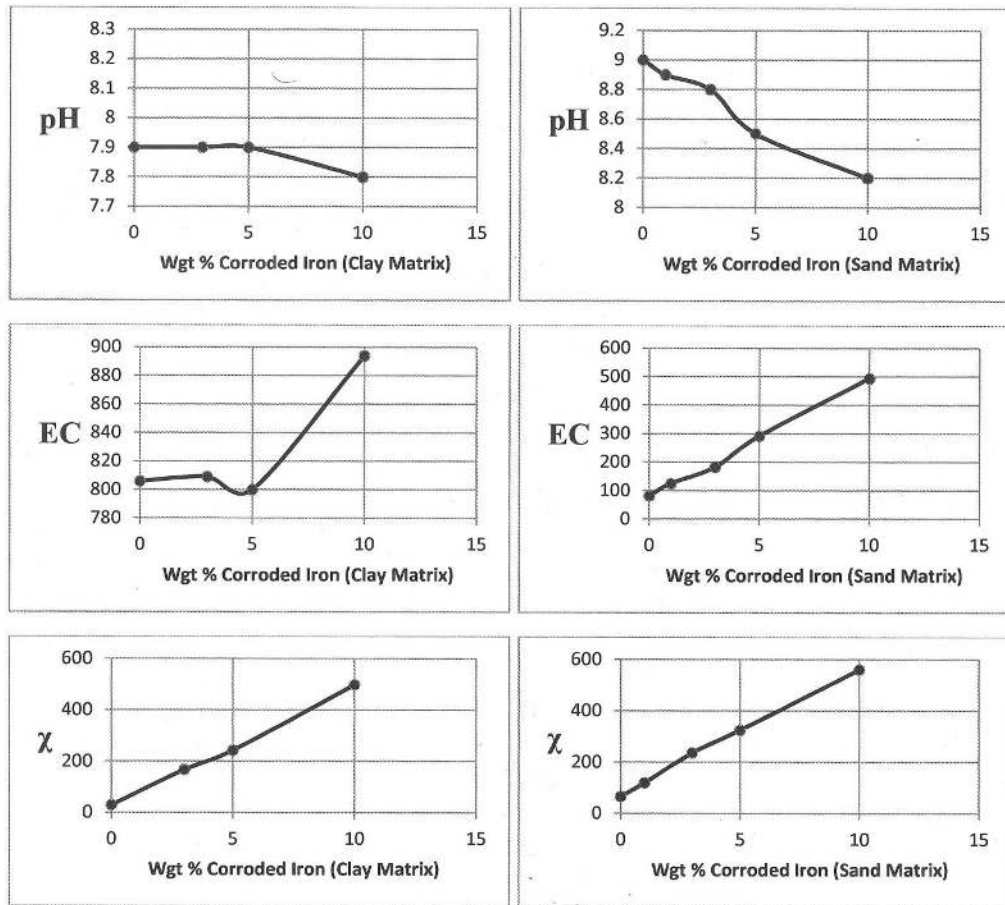 8.3
8.2
8.1
8
7.9
7.8
7.7
pH
0 5 10 15
Wgt % Corroded Iron (Clay Matrix)
9.2
9
8.8
8.6
8.4
8.2
8
pH
0 5 10 15
Wgt % Corroded Iron (Sand Matrix)
900
880
860
840
820
800
780
EC
0 5 10 15
Wgt % Corroded Iron (Clay Matrix)
600
500
400
300
200
100
0
EC
0 5 10 15
Wgt % Corroded Iron (Sand Matrix)
600
400
200
0
χ
0 5 10 15
Wgt % Corroded Iron (Clay Matrix)
600
400
200
0
χ
0 5 10 15
Wgt % Corroded Iron (Sand Matrix)